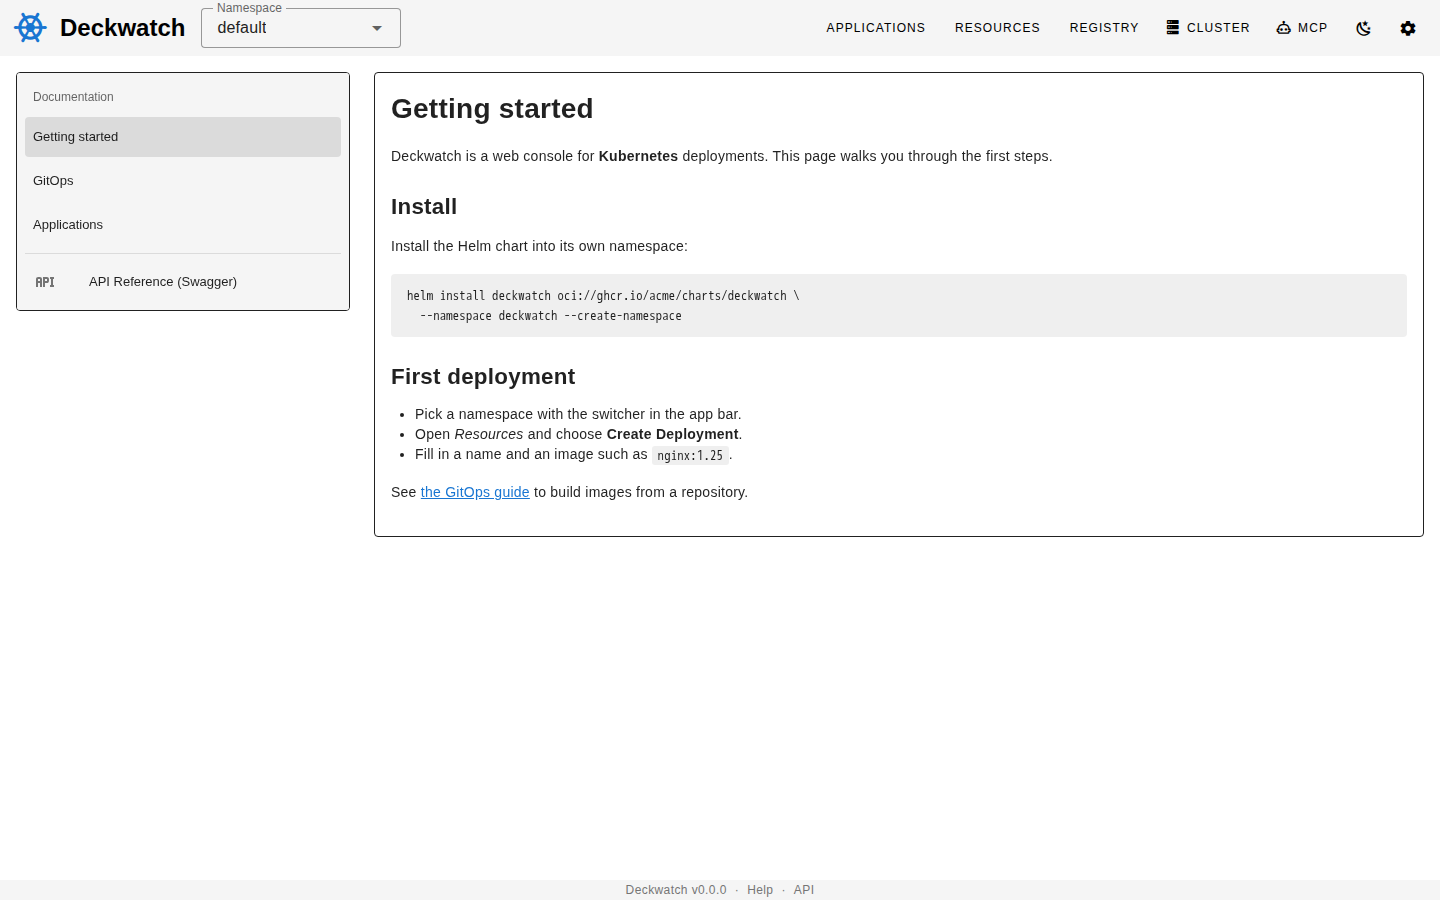 Deckwatch
Namespace
default
APPLICATIONS
RESOURCES
REGISTRY
CLUSTER
MCP
Documentation
Getting started
GitOps
Applications
API
API Reference (Swagger)
Getting started
Deckwatch is a web console for Kubernetes deployments. This page walks you through the first steps.
Install
Install the Helm chart into its own namespace:
helm install deckwatch oci://ghcr.io/acme/charts/deckwatch \
--namespace deckwatch --create-namespace
First deployment
• Pick a namespace with the switcher in the app bar.
• Open Resources and choose Create Deployment.
• Fill in a name and an image such as nginx:1.25.
See the GitOps guide to build images from a repository.
Deckwatch v0.0.0 · Help · API